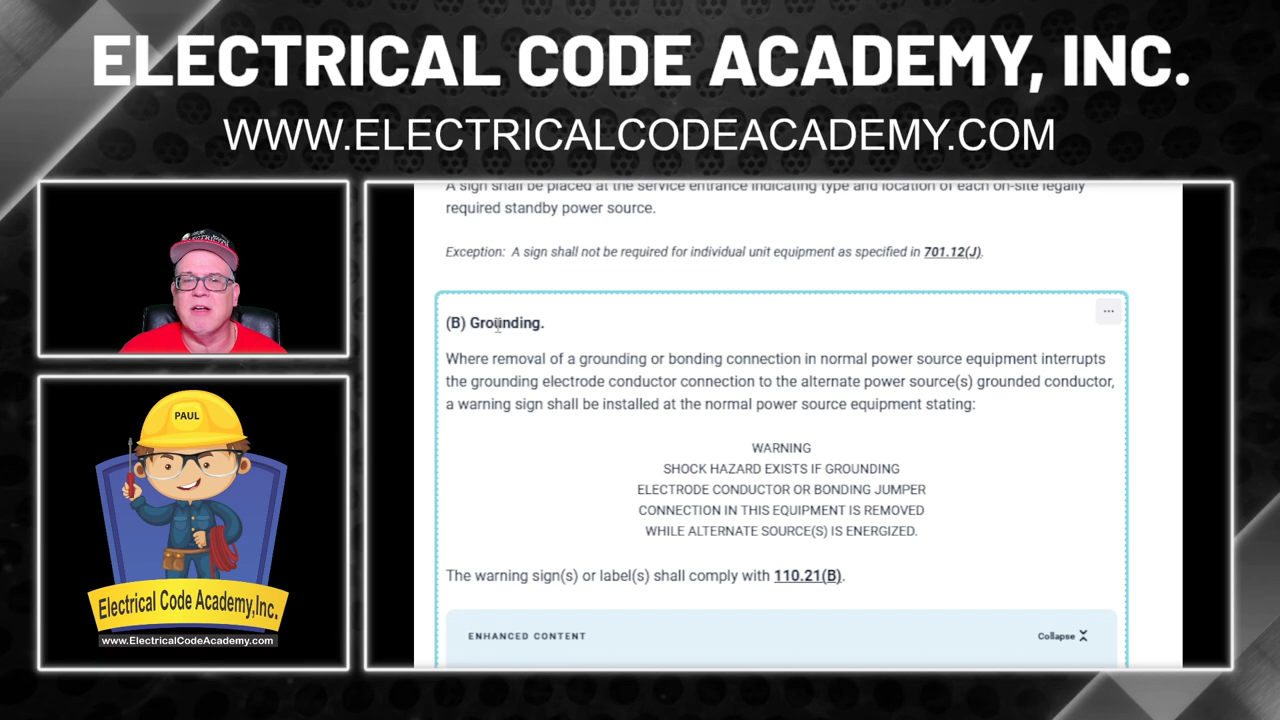 ELECTRICAL CODE ACADEMY, INC.
WWW.ELECTRICALCODEACADEMY.COM
A sign shall be placed at the service entrance indicating type and location of each on-site legally
required standby power source.
Exception: A sign shall not be required for individual unit equipment as specified in 701.12(J).
(B) Grounding.
...
Where removal of a grounding or bonding connection in normal power source equipment interrupts
the grounding electrode conductor connection to the alternate power source(s) grounded conductor,
a warning sign shall be installed at the normal power source equipment stating:
WARNING
SHOCK HAZARD EXISTS IF GROUNDING
ELECTRODE CONDUCTOR OR BONDING JUMPER
CONNECTION IN THIS EQUIPMENT IS REMOVED
WHILE ALTERNATE SOURCE(S) IS ENERGIZED.
The warning sign(s) or label(s) shall comply with 110.21(B).
ENHANCED CONTENT
Collapse
PAUL
Electrical Code Academy,Inc.
www.ElectricalCodeAcademy.com